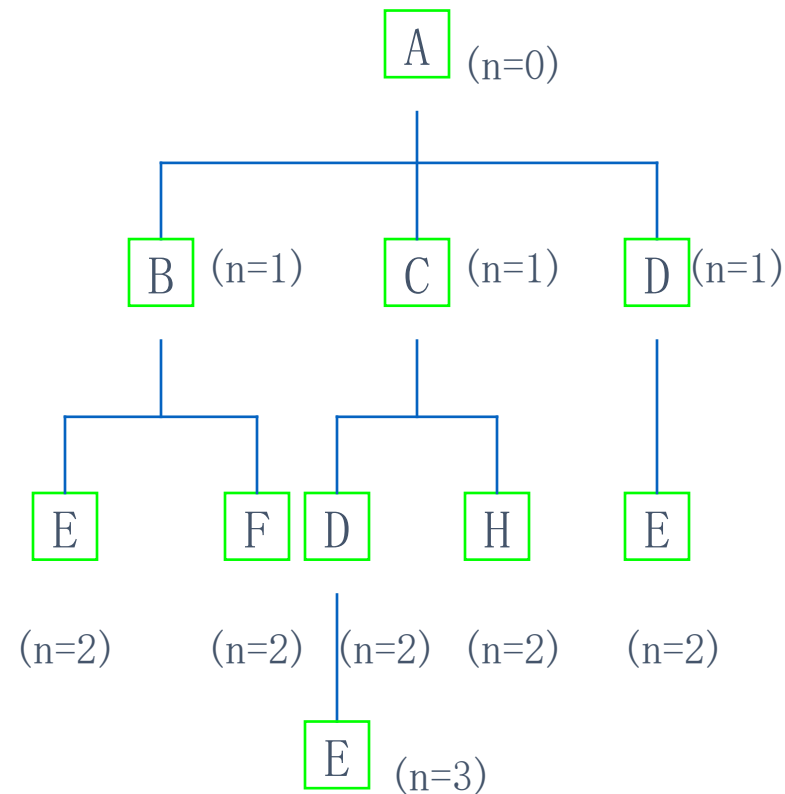 A (n=0)
B (n=1) C (n=1) D (n=1)
E F D H E
(n=2) (n=2) (n=2) (n=2) (n=2)
E (n=3)